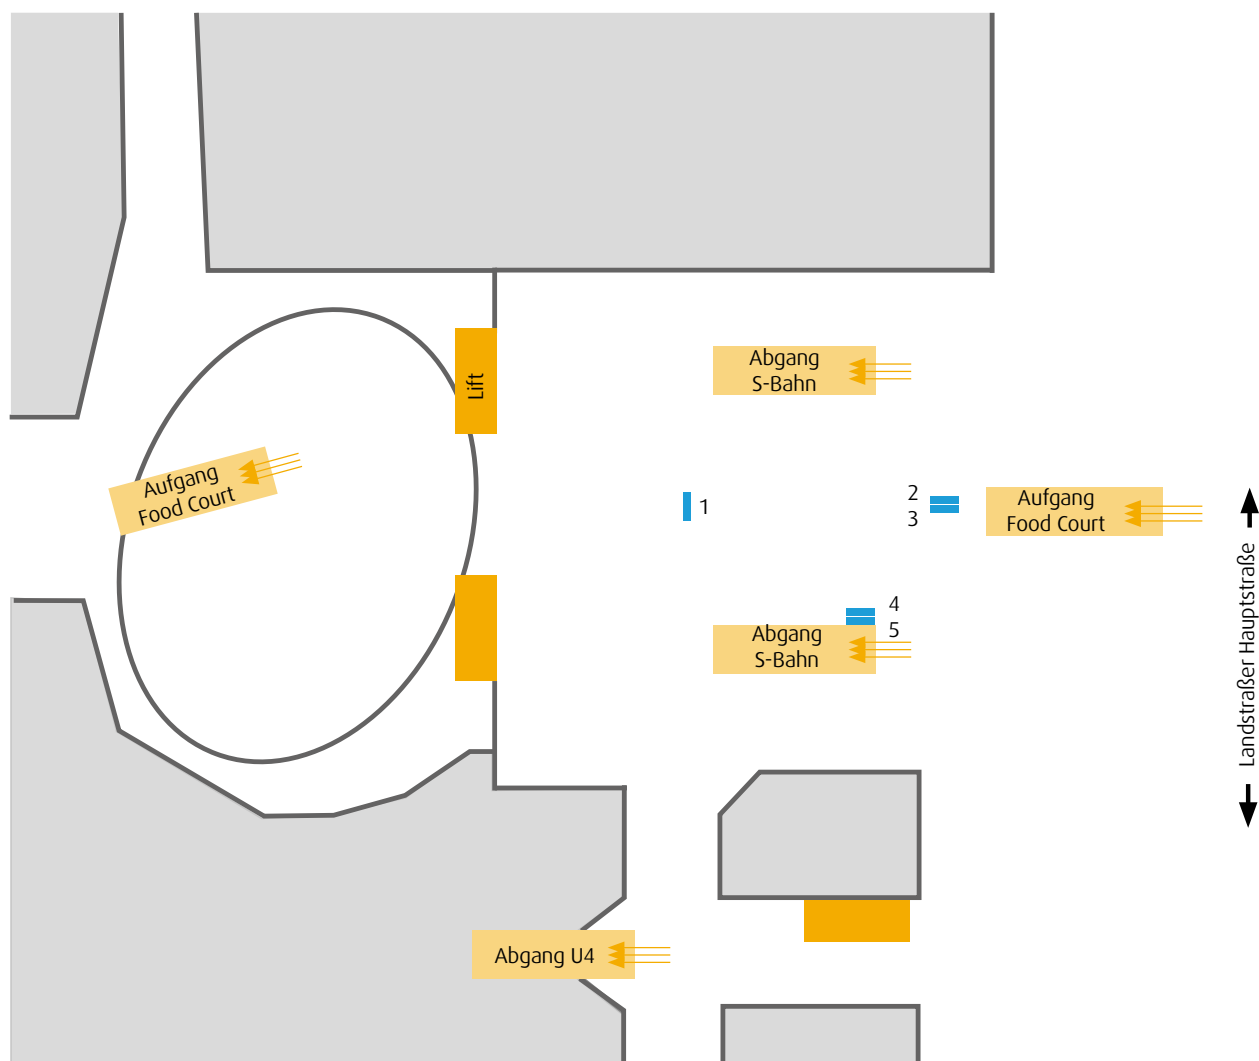 Abgang
S-Bahn
Lift
Aufgang
Food Court
1
2
3
Aufgang
Food Court
4
5
Abgang
S-Bahn
Landstraßer Hauptstraße
Abgang U4